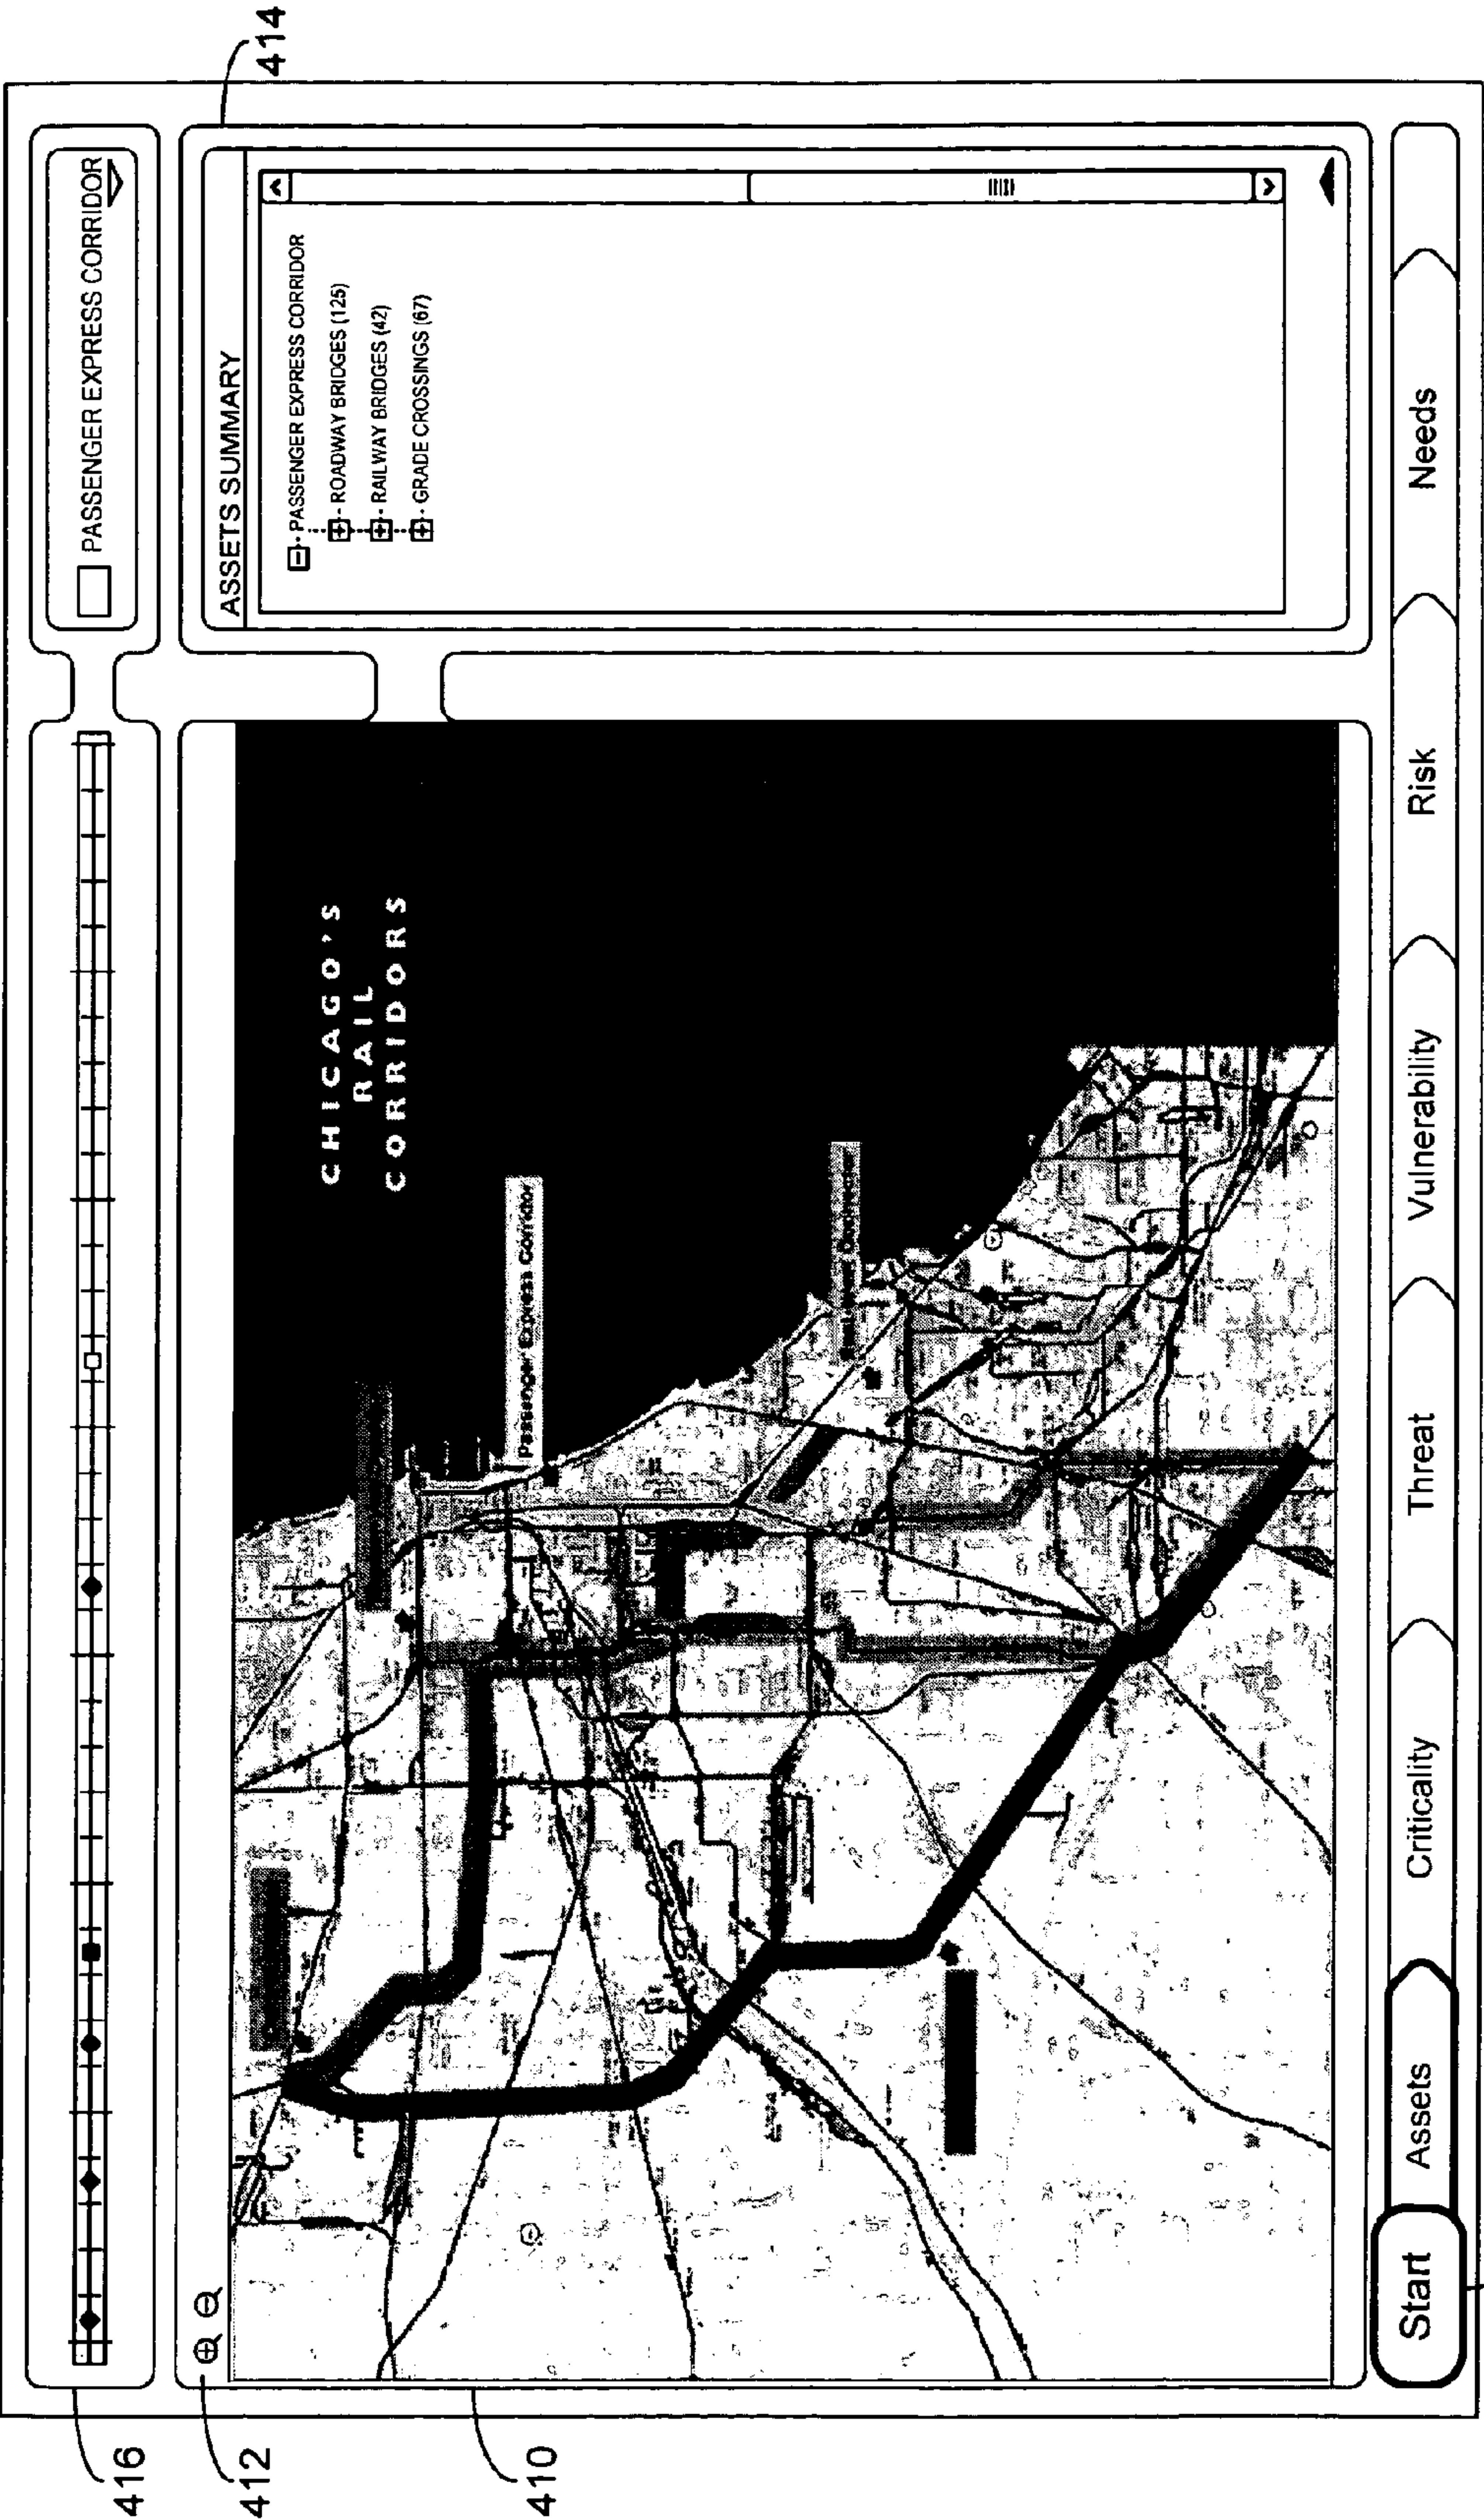 416
PASSENGER EXPRESS CORRIDOR
412
410
CHICAGO'S
RAIL
CORRIDORS
Passenger Express Corridor
414
ASSETS SUMMARY
PASSENGER EXPRESS CORRIDOR
ROADWAY BRIDGES (125)
RAILWAY BRIDGES (42)
GRADE CROSSINGS (67)
Start
Assets
Criticality
Threat
Vulnerability
Risk
Needs